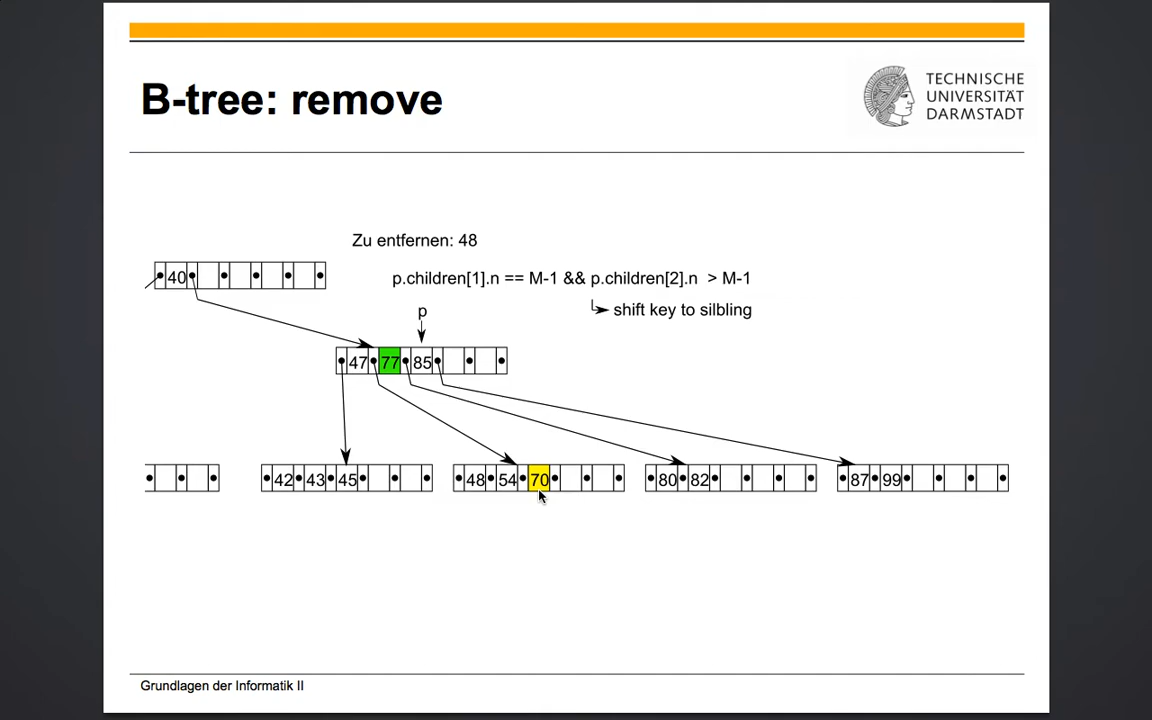 B-tree: remove
TECHNISCHE
UNIVERSITÄT
DARMSTADT
Zu entfernen: 48
40
p.children[1].n == M-1 && p.children[2].n > M-1
shift key to silbling
p
47 77 85
42 43 45
48 54 70
80 82
87 99
Grundlagen der Informatik II